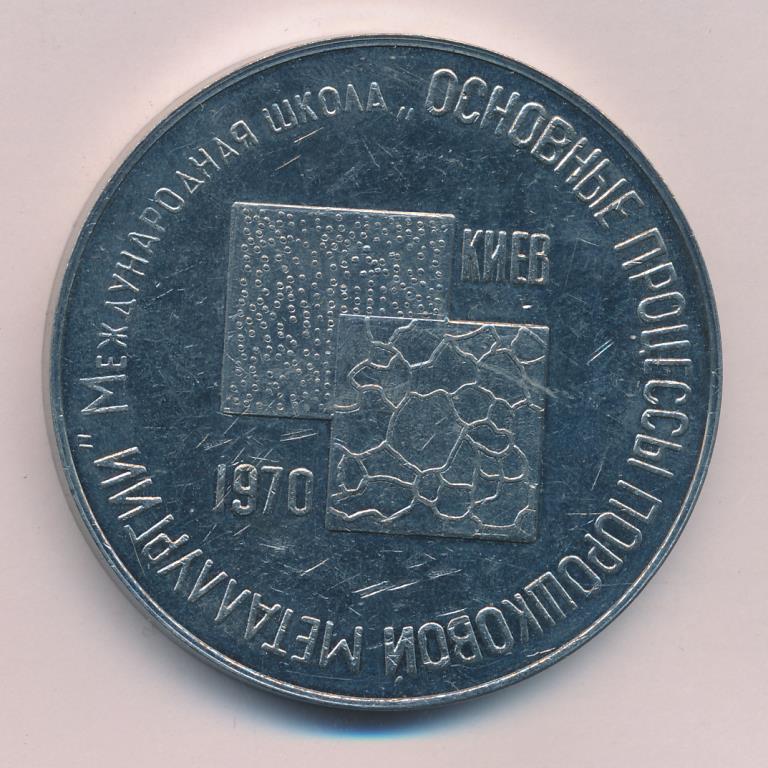 Международная школа „ОСНОВНЫЕ ПРОЦЕССЫ ПОРОШКОВОЙ МЕТАЛЛУРГИИ„
КИЕВ
1970